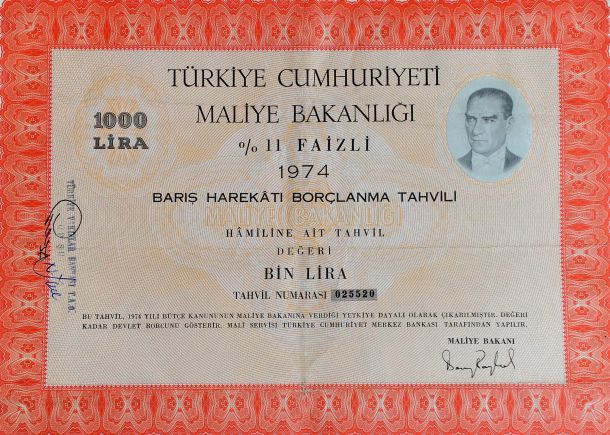 TÜRKİYE CUMHURİYETİ
MALİYE BAKANLIĞI
1000
LİRA
% 11 FAİZLİ
1974
BARIŞ HAREKÂTI BORÇLANMA TAHVİLİ
MALİYE BAKANLIĞI
HÂMİLİNE AİT TAHVİL
DEĞERİ
BİN LİRA
TAHVİL NUMARASI 025520
BU TAHVİL, 1974 YILI BÜTÇE KANUNUNUN MALİYE BAKANINA VERDİĞİ YETKİYE DAYALI OLARAK ÇIKARILMIŞTIR. DEĞERİ
KADAR DEVLET BORCUNU GÖSTERİR. MALİ SERVİSİ TÜRKİYE CUMHURİYET MERKEZ BANKASI TARAFINDAN YAPILIR.
MALİYE BAKANI